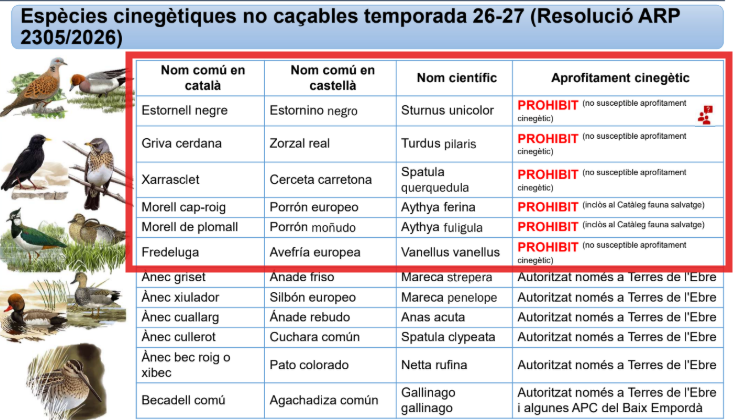 Espècies cinegètiques no caçables temporada 26-27 (Resolució ARP
2305/2026)
Nom comú en català | Nom comú en castellà | Nom científic | Aprofitament cinegètic
Estornell negre | Estornino negro | Sturnus unicolor | PROHIBIT (no susceptible aprofitament cinegètic)
Griva cerdana | Zorzal real | Turdus pilaris | PROHIBIT (no susceptible aprofitament cinegètic)
Xarrasclet | Cerceta carretona | Spatula querquedula | PROHIBIT (no susceptible aprofitament cinegètic)
Morell cap-roig | Porrón europeo | Aythya ferina | PROHIBIT (inclòs al Catàleg fauna salvatge)
Morell de plomall | Porrón moñudo | Aythya fuligula | PROHIBIT (inclòs al Catàleg fauna salvatge)
Fredeluga | Avefría europea | Vanellus vanellus | PROHIBIT (no susceptible aprofitament cinegètic)
Ànec griset | Ánade friso | Mareca strepera | Autoritzat només a Terres de l'Ebre
Ànec xiulador | Silbón europeo | Mareca penelope | Autoritzat només a Terres de l'Ebre
Ànec cuallarg | Ánade rebudo | Anas acuta | Autoritzat només a Terres de l'Ebre
Ànec cullerot | Cuchara común | Spatula clypeata | Autoritzat només a Terres de l'Ebre
Ànec bec roig o xibec | Pato colorado | Netta rufina | Autoritzat només a Terres de l'Ebre
Becadell comú | Agachadiza común | Gallinago gallinago | Autoritzat només a Terres de l'Ebre i algunes APC del Baix Empordà